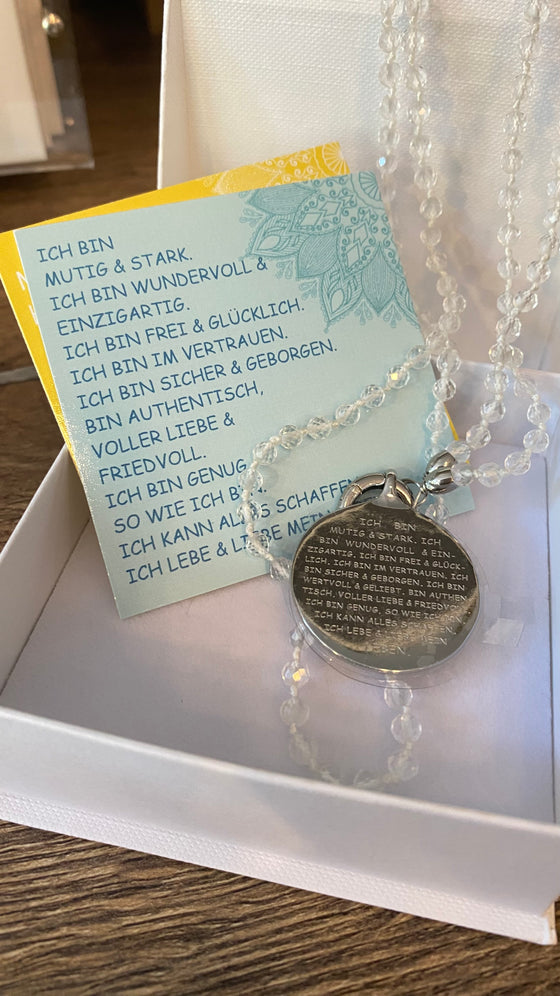 ICH BIN
MUTIG & STARK.
ICH BIN WUNDERVOLL &
EINZIGARTIG.
ICH BIN FREI & GLÜCKLICH.
ICH BIN IM VERTRAUEN.
ICH BIN SICHER & GEBORGEN.
BIN AUTHENTISCH,
VOLLER LIEBE &
FRIEDVOLL.
ICH BIN GENUG
SO WIE ICH BIN.
ICH KANN ALLES SCHAFFEN
ICH LEBE & LIEBE MEIN
ICH BIN
MUTIG & STARK. ICH
BIN WUNDERVOLL & EIN-
ZIGARTIG. ICH BIN FREI & GLÜCK-
LICH. ICH BIN IM VERTRAUEN. ICH
BIN SICHER & GEBORGEN. ICH BIN
WERTVOLL & GELIEBT. BIN AUTHEN-
TISCH, VOLLER LIEBE & FRIEDVOLL
ICH BIN GENUG, SO WIE ICH BIN
ICH KANN ALLES SCHAFFEN.
ICH LEBE & MEIN
LEBEN.